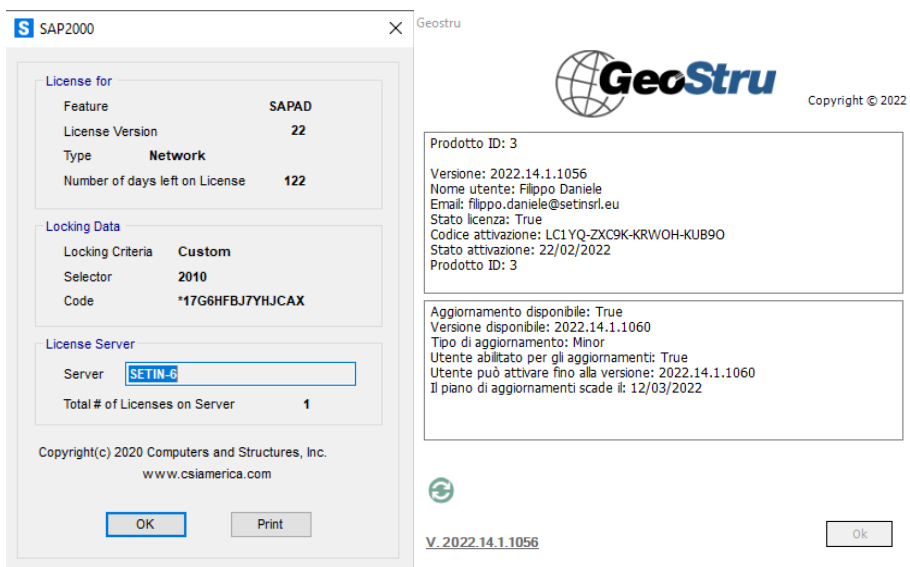 SAP2000
License for
Feature SAPAD
License Version 22
Type Network
Number of days left on License 122
Locking Data
Locking Criteria Custom
Selector 2010
Code *17G6HFBJ7YHJCAX
License Server
Server SETIN-6
Total # of Licenses on Server 1
Copyright(c) 2020 Computers and Structures, Inc.
www.csiamerica.com
OK Print
Geostru
GeoStru
Copyright © 2022
Prodotto ID: 3
Versione: 2022.14.1.1056
Nome utente: Filippo Daniele
Email: filippo.daniele@setinsrl.eu
Stato licenza: True
Codice attivazione: LC1YQ-ZXC9K-KRWOH-KUB9O
Stato attivazione: 22/02/2022
Prodotto ID: 3
Aggiornamento disponibile: True
Versione disponibile: 2022.14.1.1060
Tipo di aggiornamento: Minor
Utente abilitato per gli aggiornamenti: True
Utente può attivare fino alla versione: 2022.14.1.1060
Il piano di aggiornamenti scade il: 12/03/2022
V. 2022.14.1.1056
Ok